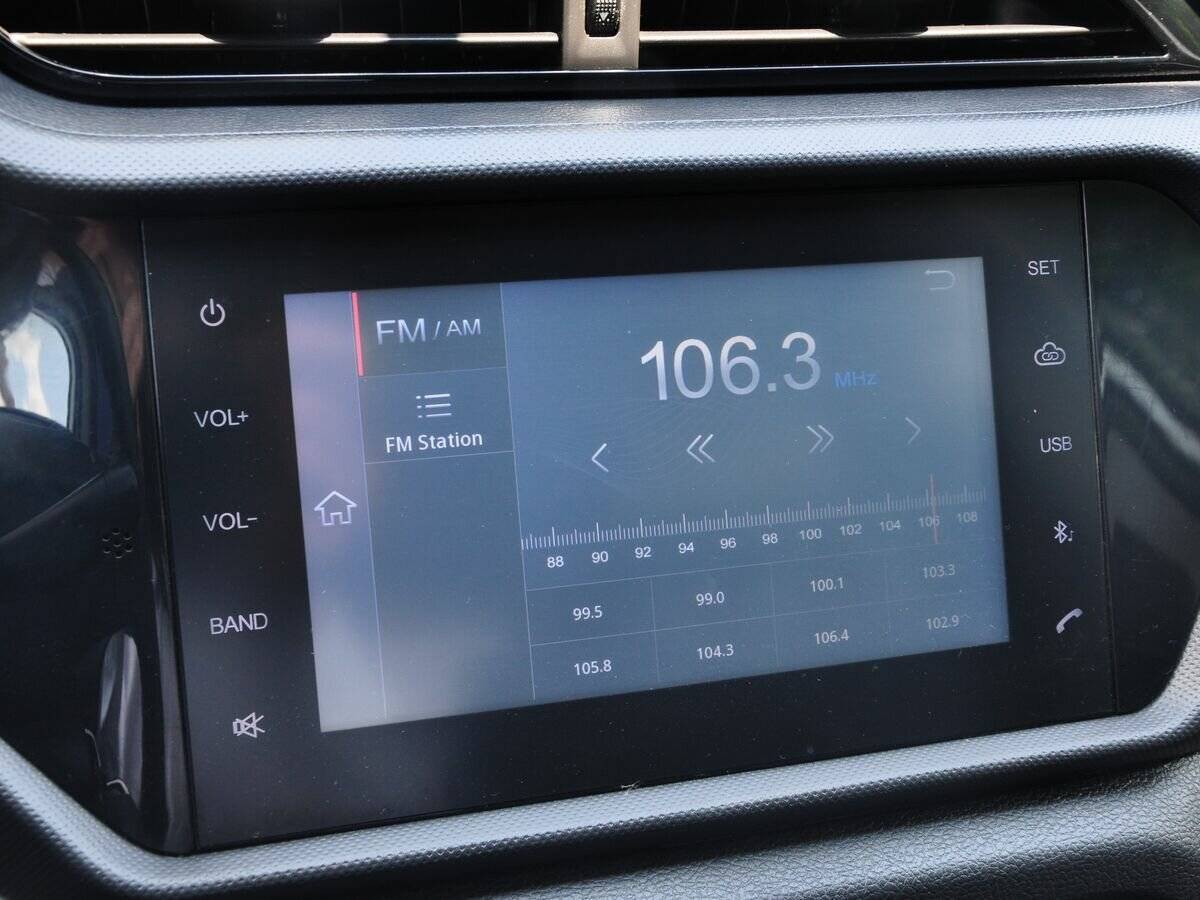 SET
FM / AM
106.3 MHz
VOL+
FM Station
USB
VOL-
88 90 92 94 96 98 100 102 104 106 108
99.5 99.0 100.1 103.3
BAND
105.8 104.3 106.4 102.9